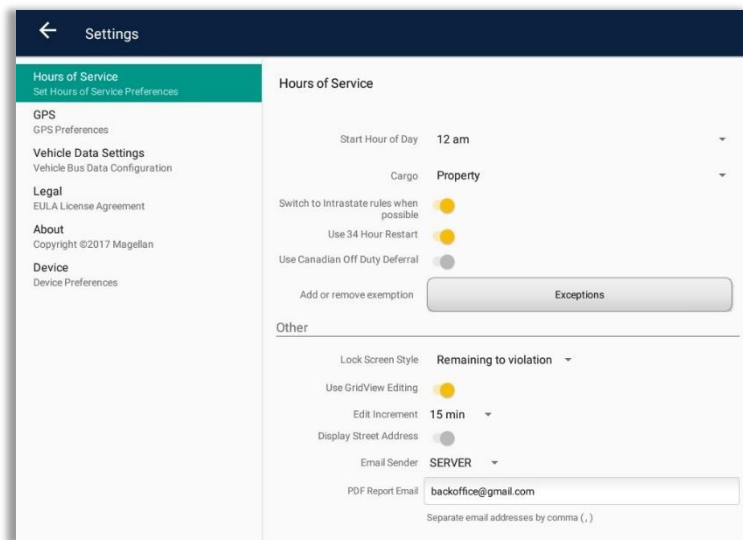 Settings
Hours of Service
Set Hours of Service Preferences
GPS
GPS Preferences
Vehicle Data Settings
Vehicle Bus Data Configuration
Legal
EULA License Agreement
About
Copyright ©2017 Magellan
Device
Device Preferences
Hours of Service
Start Hour of Day 12 am
Cargo Property
Switch to Intrastate rules when
possible
Use 34 Hour Restart
Use Canadian Off Duty Deferral
Add or remove exemption Exceptions
Other
Lock Screen Style Remaining to violation
Use GridView Editing
Edit Increment 15 min
Display Street Address
Email Sender SERVER
PDF Report Email backoffice@gmail.com
Separate email addresses by comma ( , )